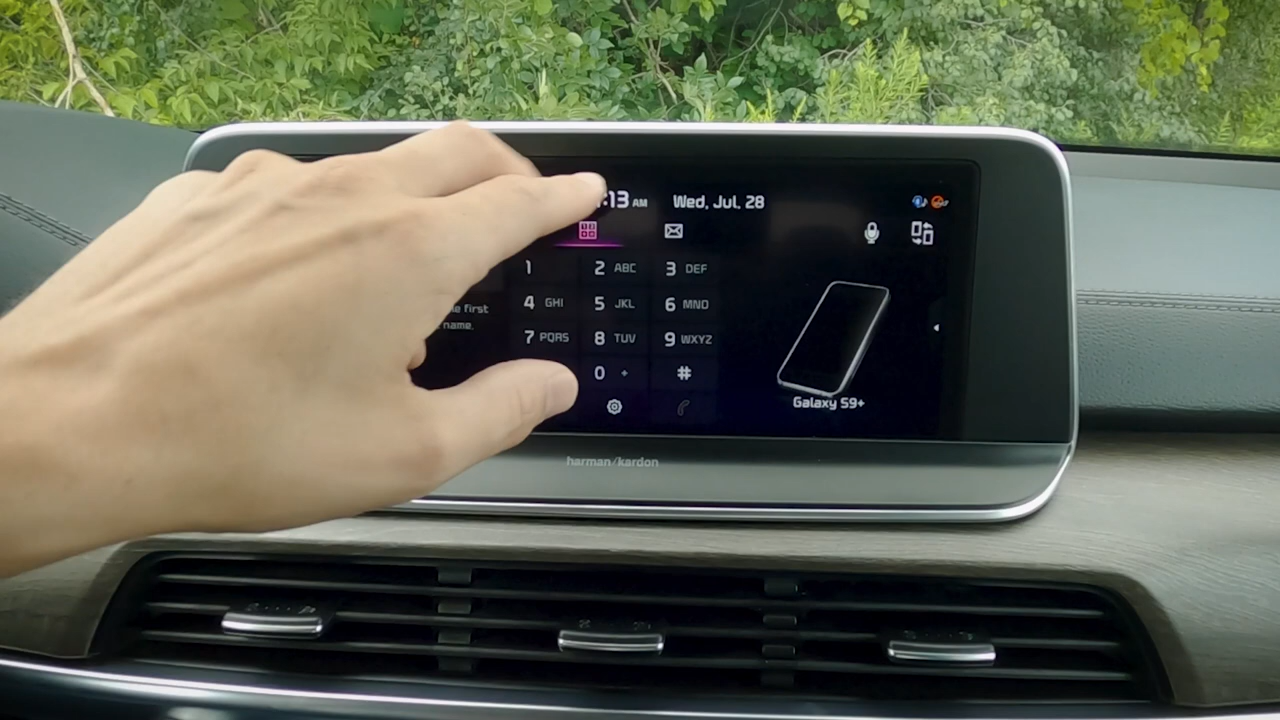 :13 AM Wed, Jul. 28
1 2 ABC 3 DEF
4 GHI 5 JKL 6 MNO
7 PQRS 8 TUV 9 WXYZ
0 + #
first
name.
Galaxy S9+
harman/kardon